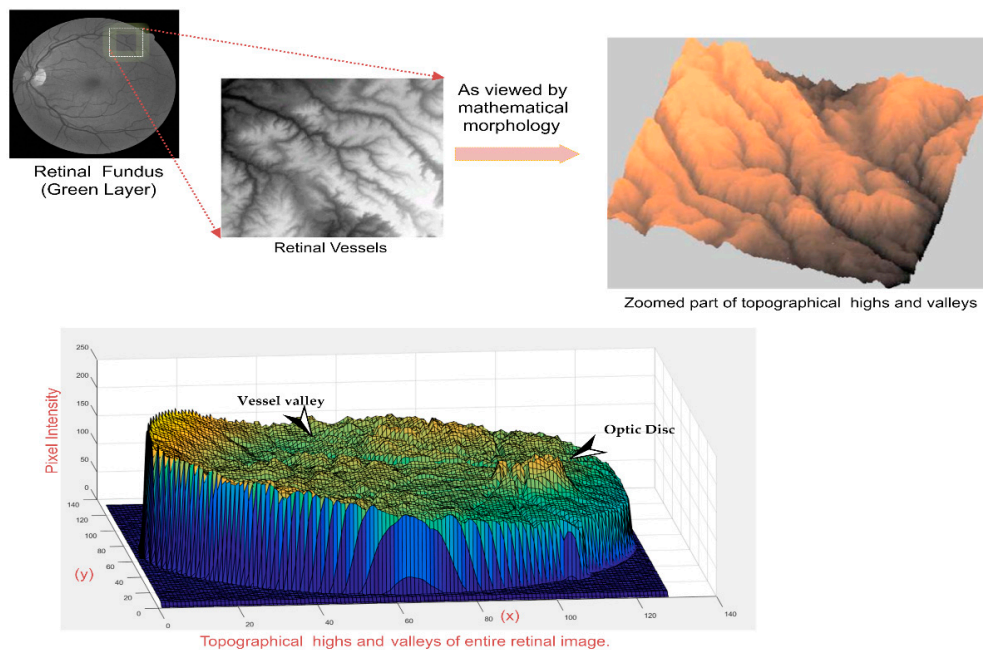 Retinal Fundus
(Green Layer)
Retinal Vessels
As viewed by
mathematical
morphology
Zoomed part of topographical highs and valleys
250
200
150
100
50
0
Pixel Intensity
140
120
100
80
60
40
20
0
(y)
Vessel valley
Optic Disc
0
20
40
60
80
100
120
140
(x)
Topographical highs and valleys of entire retinal image.